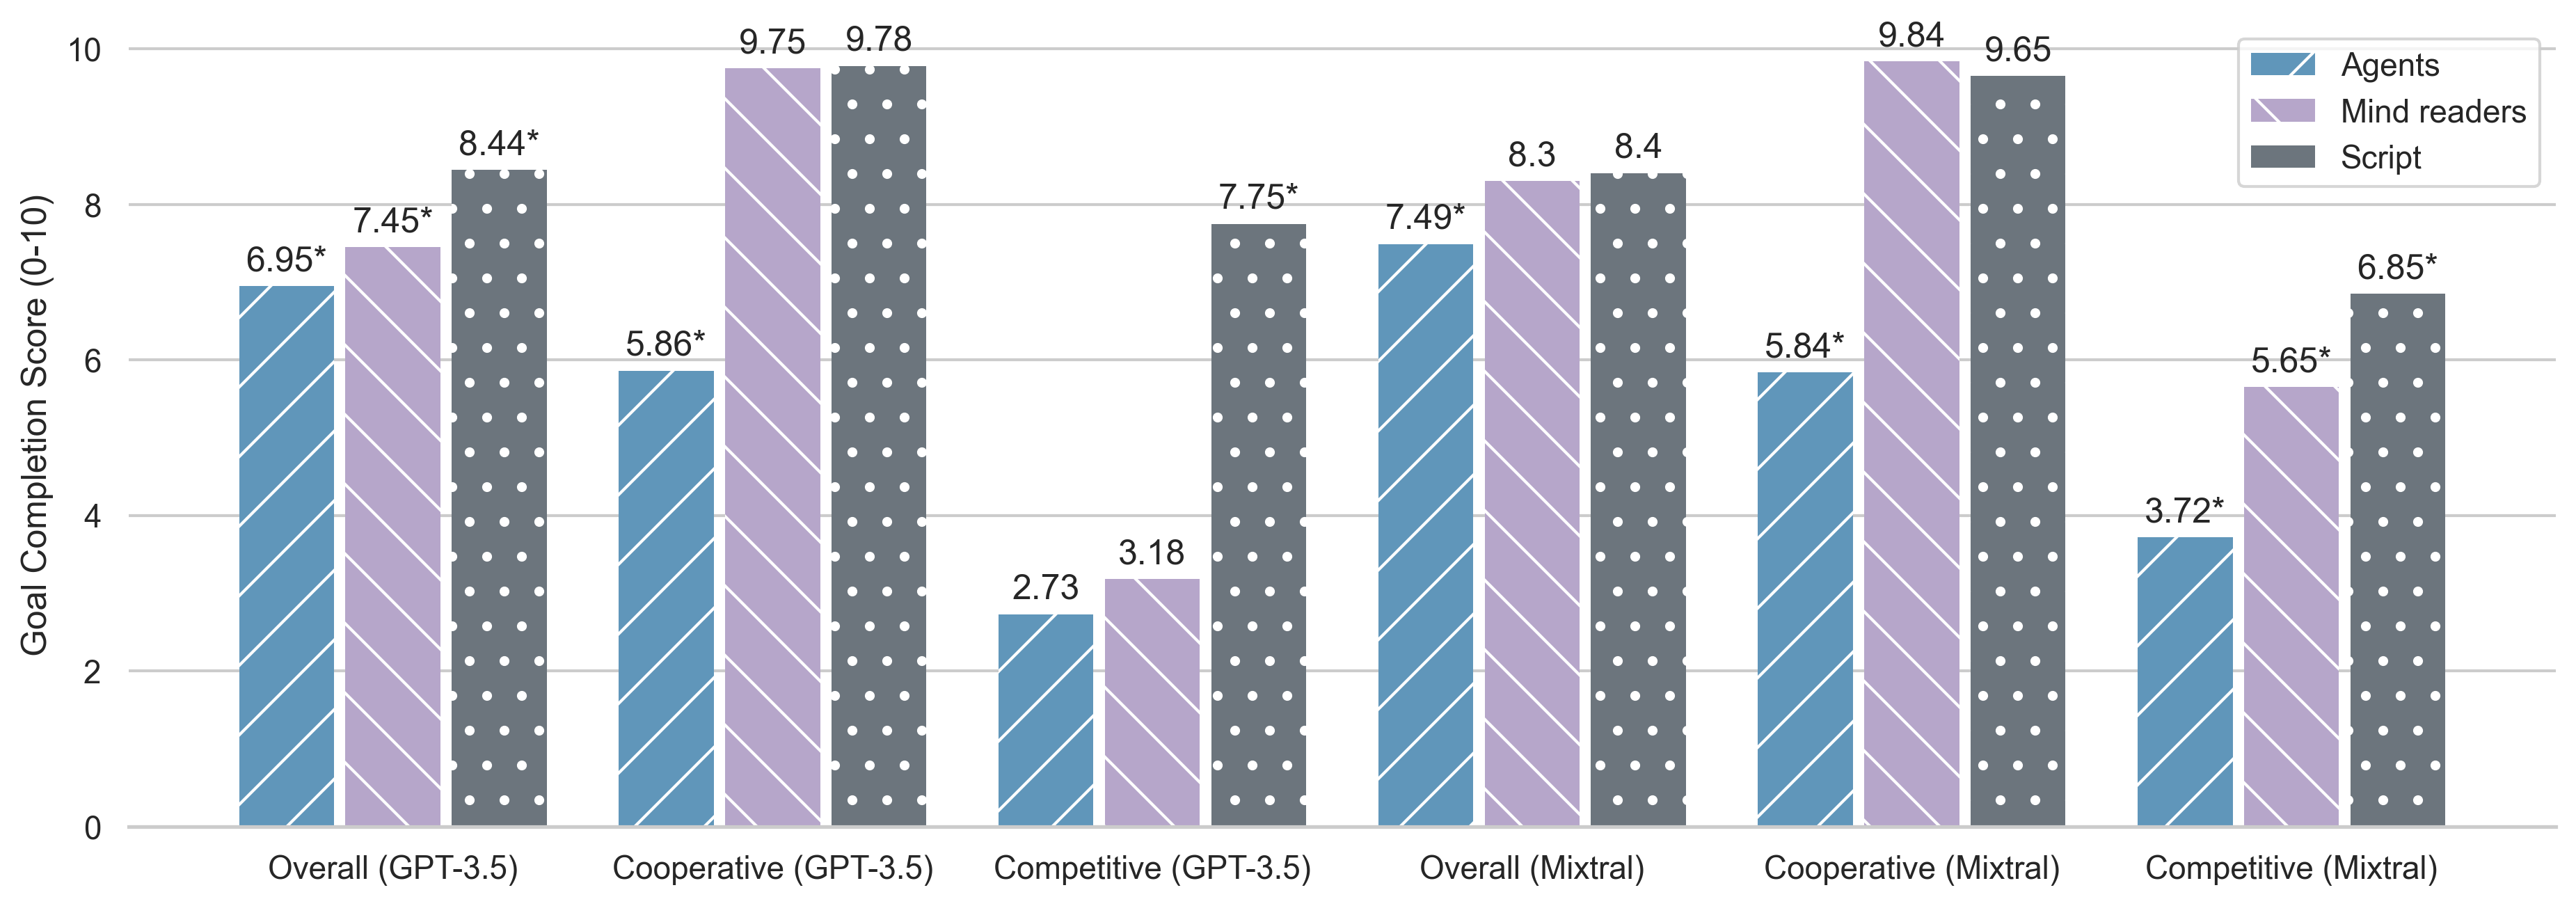 Goal Completion Score (0-10)
10
8
6
4
2
0
6.95*
7.45*
8.44*
5.86*
9.75
9.78
2.73
3.18
7.75*
7.49*
8.3
8.4
5.84*
9.84
9.65
3.72*
5.65*
6.85*
Agents
Mind readers
Script
Overall (GPT-3.5)
Cooperative (GPT-3.5)
Competitive (GPT-3.5)
Overall (Mixtral)
Cooperative (Mixtral)
Competitive (Mixtral)